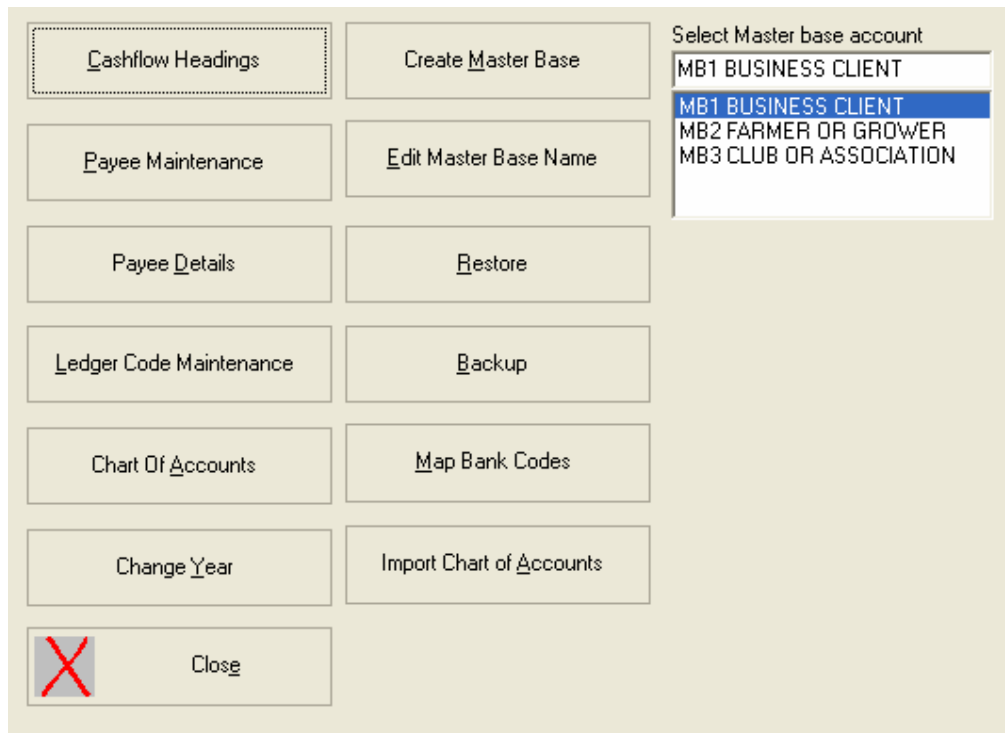 Cashflow Headings
Create Master Base
Select Master base account
MB1 BUSINESS CLIENT
MB1 BUSINESS CLIENT
MB2 FARMER OR GROWER
MB3 CLUB OR ASSOCIATION
Payee Maintenance
Edit Master Base Name
Payee Details
Restore
Ledger Code Maintenance
Backup
Chart Of Accounts
Map Bank Codes
Change Year
Import Chart of Accounts
Close